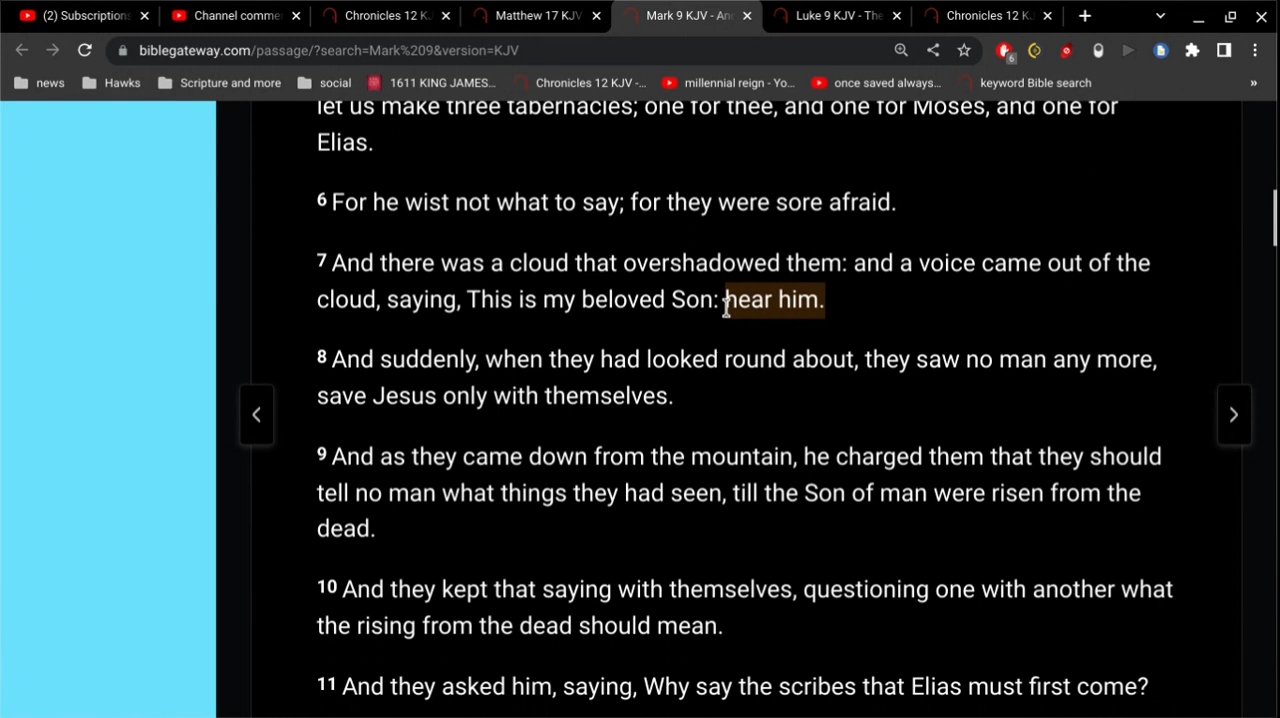 (2) Subscriptions
Channel comme
Chronicles 12 K
Matthew 17 KJV
Mark 9 KJV - An
Luke 9 KJV - The
Chronicles 12 K
biblegateway.com/passage/?search=Mark%209&version=KJV
6
news
Hawks
Scripture and more
social
1611 KING JAMES...
Chronicles 12 KJV -...
millennial reign - Yo...
once saved always...
keyword Bible search
»
let us make three tabernacles; one for thee, and one for Moses, and one for
Elias.
6 For he wist not what to say; for they were sore afraid.
7 And there was a cloud that overshadowed them: and a voice came out of the
cloud, saying, This is my beloved Son: hear him.
8 And suddenly, when they had looked round about, they saw no man any more,
save Jesus only with themselves.
9 And as they came down from the mountain, he charged them that they should
tell no man what things they had seen, till the Son of man were risen from the
dead.
10 And they kept that saying with themselves, questioning one with another what
the rising from the dead should mean.
11 And they asked him, saying, Why say the scribes that Elias must first come?